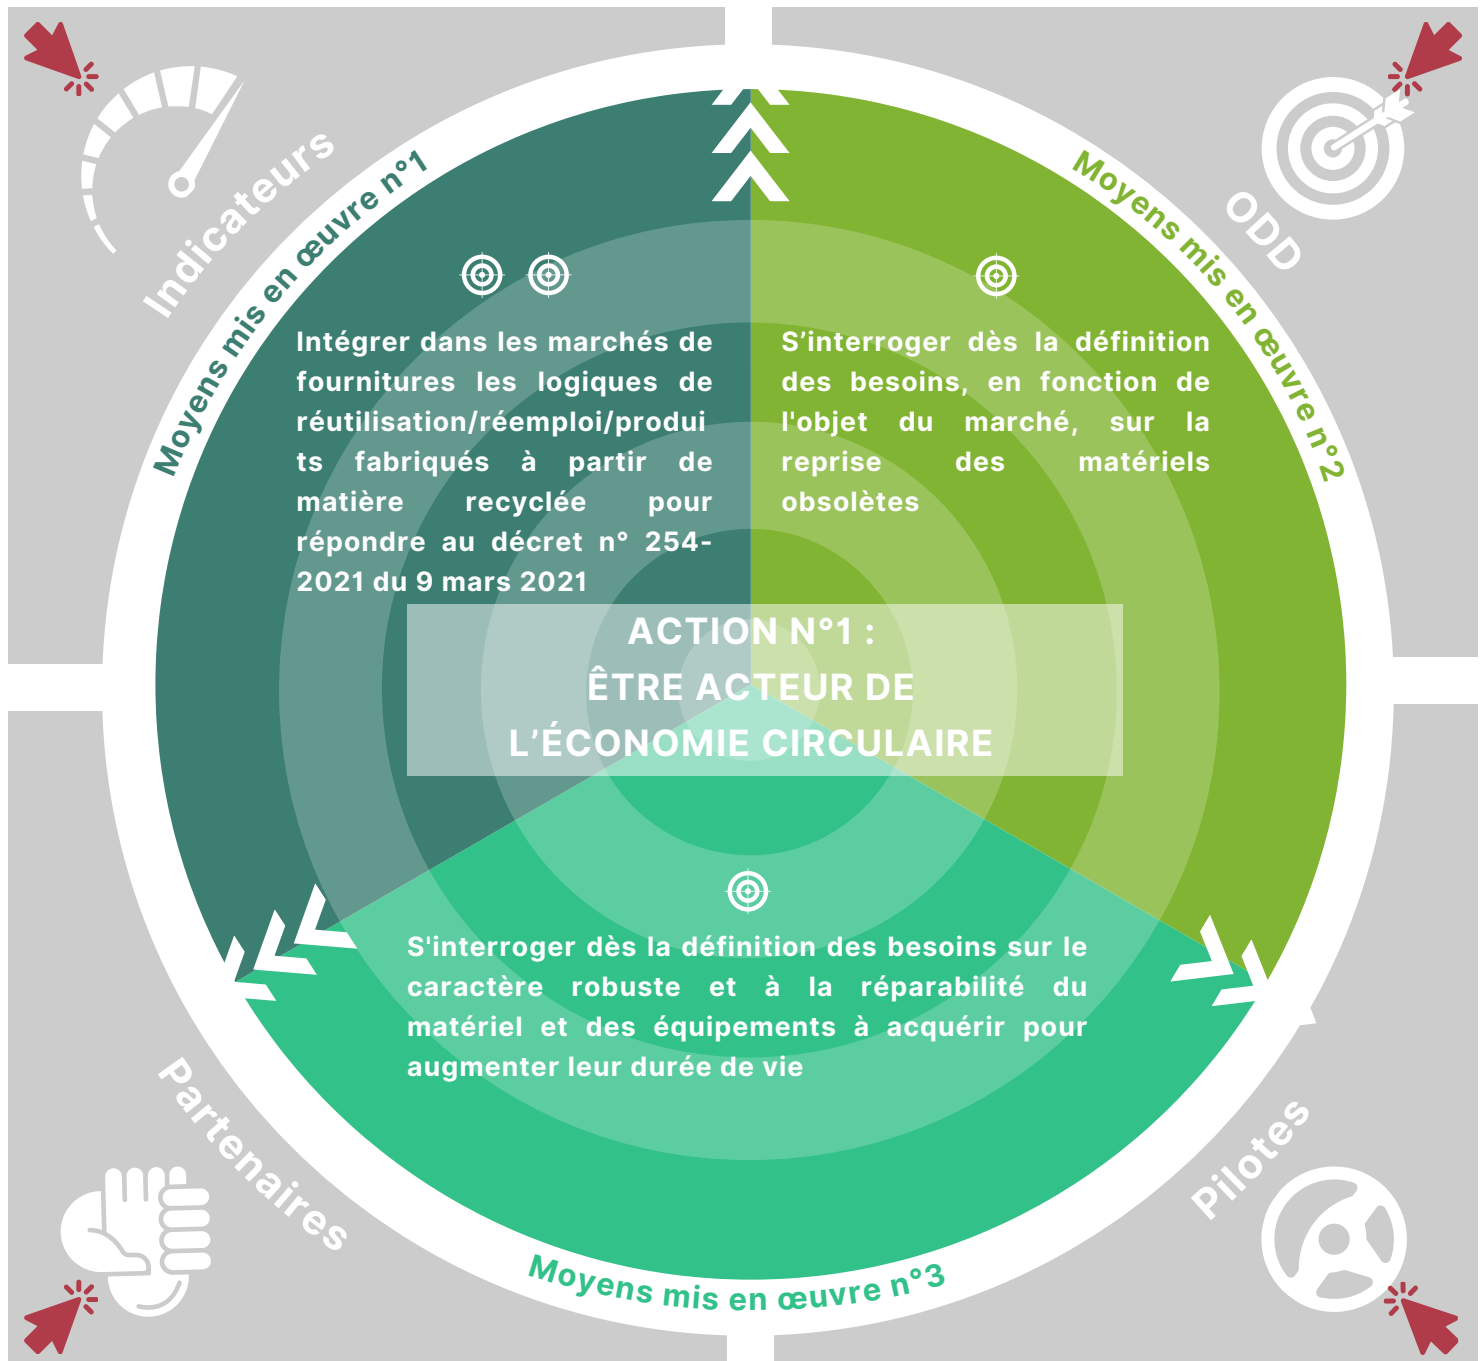 Indicateurs
ODD
Moyens mis en œuvre n°1
Intégrer dans les marchés de
fournitures les logiques de
réutilisation/réemploi/produi
ts fabriqués à partir de
matière recyclée pour
répondre au décret n° 254-
2021 du 9 mars 2021
Moyens mis en œuvre n°2
S’interroger dès la définition
des besoins, en fonction de
l'objet du marché, sur la
reprise des matériels
obsolètes
ACTION N°1 :
ÊTRE ACTEUR DE
L’ÉCONOMIE CIRCULAIRE
S'interroger dès la définition des besoins sur le
caractère robuste et à la réparabilité du
matériel et des équipements à acquérir pour
augmenter leur durée de vie
Moyens mis en œuvre n°3
Partenaires
Pilotes